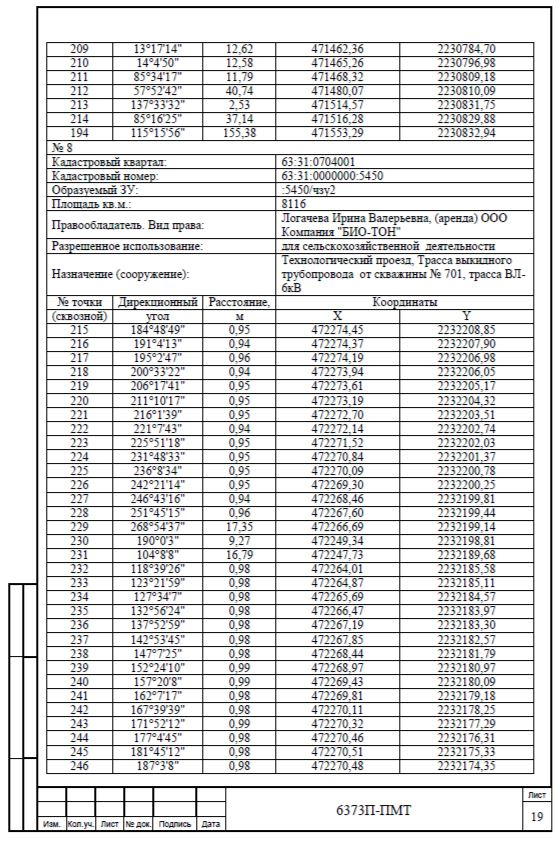 209 13°17'14" 12,62 471462,36 2230784,70
210 14°4'50" 12,58 471465,26 2230796,98
211 85°34'17" 11,79 471468,32 2230809,18
212 57°52'42" 40,74 471480,07 2230810,09
213 137°33'32" 2,53 471514,57 2230831,75
214 85°16'25" 37,14 471516,28 2230829,88
194 115°15'56" 155,38 471553,29 2230832,94
№ 8
Кадастровый квартал: 63:31:0704001
Кадастровый номер: 63:31:0000000:5450
Образуемый ЗУ: :5450/чзу2
Площадь кв.м.: 8116
Правообладатель. Вид права: Логачева Ирина Валерьевна, (аренда) ООО
Компания "БИО-ТОН"
Разрешенное использование: для сельскохозяйственной деятельности
Назначение (сооружение): Технологический проезд, Трасса выкидного
трубопровода от скважины № 701, трасса ВЛ-
6кВ
№ точки Дирекционный Расстояние, Координаты
(сквозной) угол м X Y
215 184°48'49" 0,95 472274,45 2232208,85
216 191°4'13" 0,94 472274,37 2232207,90
217 195°2'47" 0,96 472274,19 2232206,98
218 200°33'22" 0,94 472273,94 2232206,05
219 206°17'41" 0,95 472273,61 2232205,17
220 211°10'17" 0,95 472273,19 2232204,32
221 216°1'39" 0,95 472272,70 2232203,51
222 221°7'43" 0,94 472272,14 2232202,74
223 225°51'18" 0,95 472271,52 2232202,03
224 231°48'33" 0,95 472270,84 2232201,37
225 236°8'34" 0,95 472270,09 2232200,78
226 242°21'14" 0,95 472269,30 2232200,25
227 246°43'16" 0,94 472268,46 2232199,81
228 251°45'15" 0,96 472267,60 2232199,44
229 268°54'37" 17,35 472266,69 2232199,14
230 190°0'3" 9,27 472249,34 2232198,81
231 104°8'8" 16,79 472247,73 2232189,68
232 118°39'26" 0,98 472264,01 2232185,58
233 123°21'59" 0,98 472264,87 2232185,11
234 127°34'7" 0,98 472265,69 2232184,57
235 132°56'24" 0,98 472266,47 2232183,97
236 137°52'59" 0,98 472267,19 2232183,30
237 142°53'45" 0,98 472267,85 2232182,57
238 147°7'25" 0,98 472268,44 2232181,79
239 152°24'10" 0,99 472268,97 2232180,97
240 157°20'8" 0,99 472269,43 2232180,09
241 162°7'17" 0,98 472269,81 2232179,18
242 167°39'39" 0,98 472270,11 2232178,25
243 171°52'12" 0,99 472270,32 2232177,29
244 177°4'45" 0,98 472270,46 2232176,31
245 181°45'12" 0,98 472270,51 2232175,33
246 187°3'8" 0,98 472270,48 2232174,35
6373П-ПМТ
Лист
19
Изм. Кол.уч. Лист № док. Подпись Дата